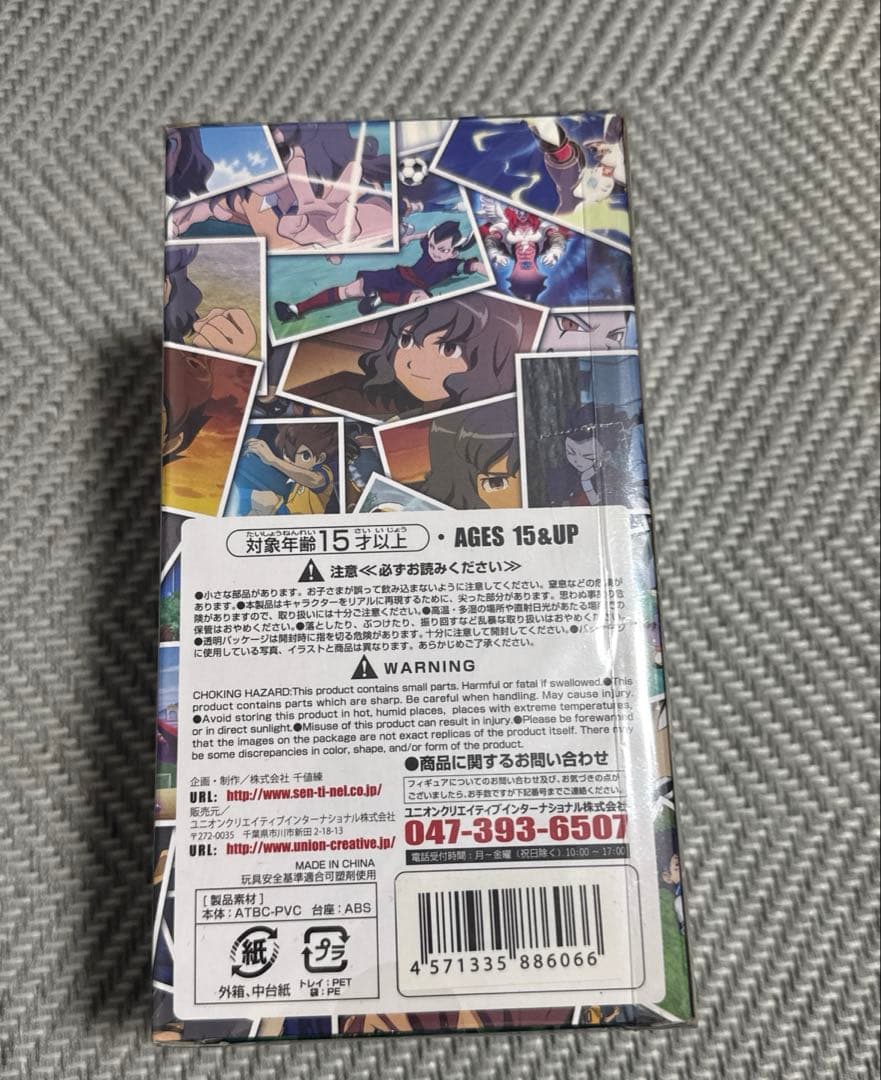 たいしょうねんれい さい いじょう
対象年齢15才以上 ・ AGES 15&UP
注意≪必ずお読みください≫
●小さな部品があります。お子さまが誤って飲み込まないように注意してください。窒息などの危険が
あります。●本製品はキャラクターをリアルに再現するために、尖った部分があります。思わぬ事故の危
険がありますので、取り扱いには十分ご注意ください。●高温・多湿の場所や直射日光があたる場所での
保管はおやめください。●落としたり、ぶつけたり、振り回すなど乱暴な取り扱いはおやめください。
●透明パッケージは開封時に指を切る危険があります。十分に注意して開封してください。●パッケージ
に使用している写真、イラストと商品は異なります。あらかじめご了承ください。
WARNING
CHOKING HAZARD:This product contains small parts. Harmful or fatal if swallowed.●This
product contains parts which are sharp. Be careful when handling. May cause injury.
●Avoid storing this product in hot, humid places, places with extreme temperatures,
or in direct sunlight.●Misuse of this product can result in injury.●Please be forewarned
that the images on the package are not exact replicas of the product itself. There may
be some discrepancies in color, shape, and/or form of the product.
企画・制作／株式会社 千値練
URL: http://www.sen-ti-nel.co.jp/
販売元／
ユニオンクリエイティブインターナショナル株式会社
〒272-0035 千葉県市川市新田 2-18-13
URL: http://www.union-creative.jp/
MADE IN CHINA
玩具安全基準適合可塑剤使用
●商品に関するお問い合わせ
フィギュアについてのお問い合わせ及び、お気づきの点が
ございましたら、お手数ですが下記番号までご連絡ください。
ユニオンクリエイティブインターナショナル株式会社
047-393-6507
電話受付時間：月～金曜（祝日除く）10:00 ~ 17:00
[ 製品素材 ]
本体：ATBC-PVC 台座：ABS
紙
プラ
外箱、中台紙
トレイ：PET
袋：PE
4 571335 886066